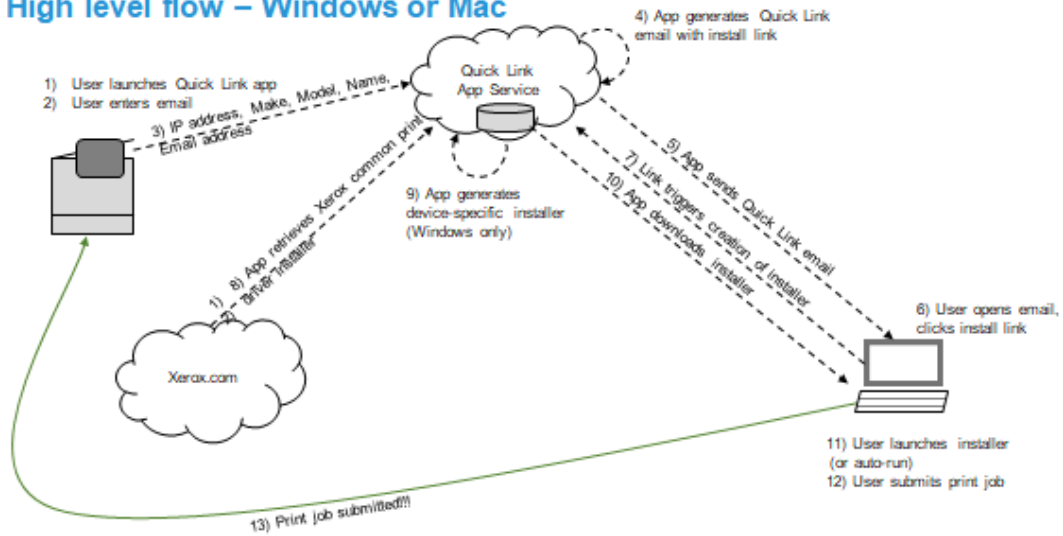 High level flow – Windows or Mac
4) App generates Quick Link
email with install link
1) User launches Quick Link app
2) User enters email
3) IP address, Make, Model, Name,
Email address
Quick Link
App Service
5) App sends Quick Link email
7) Link triggers creation of installer
10) App downloads installer
9) App generates
device-specific installer
(Windows only)
1) 8) App retrieves Xerox common print
driver installer
Xerox.com
6) User opens email,
clicks install link
11) User launches installer
(or auto-run)
12) User submits print job
13) Print job submitted!!!